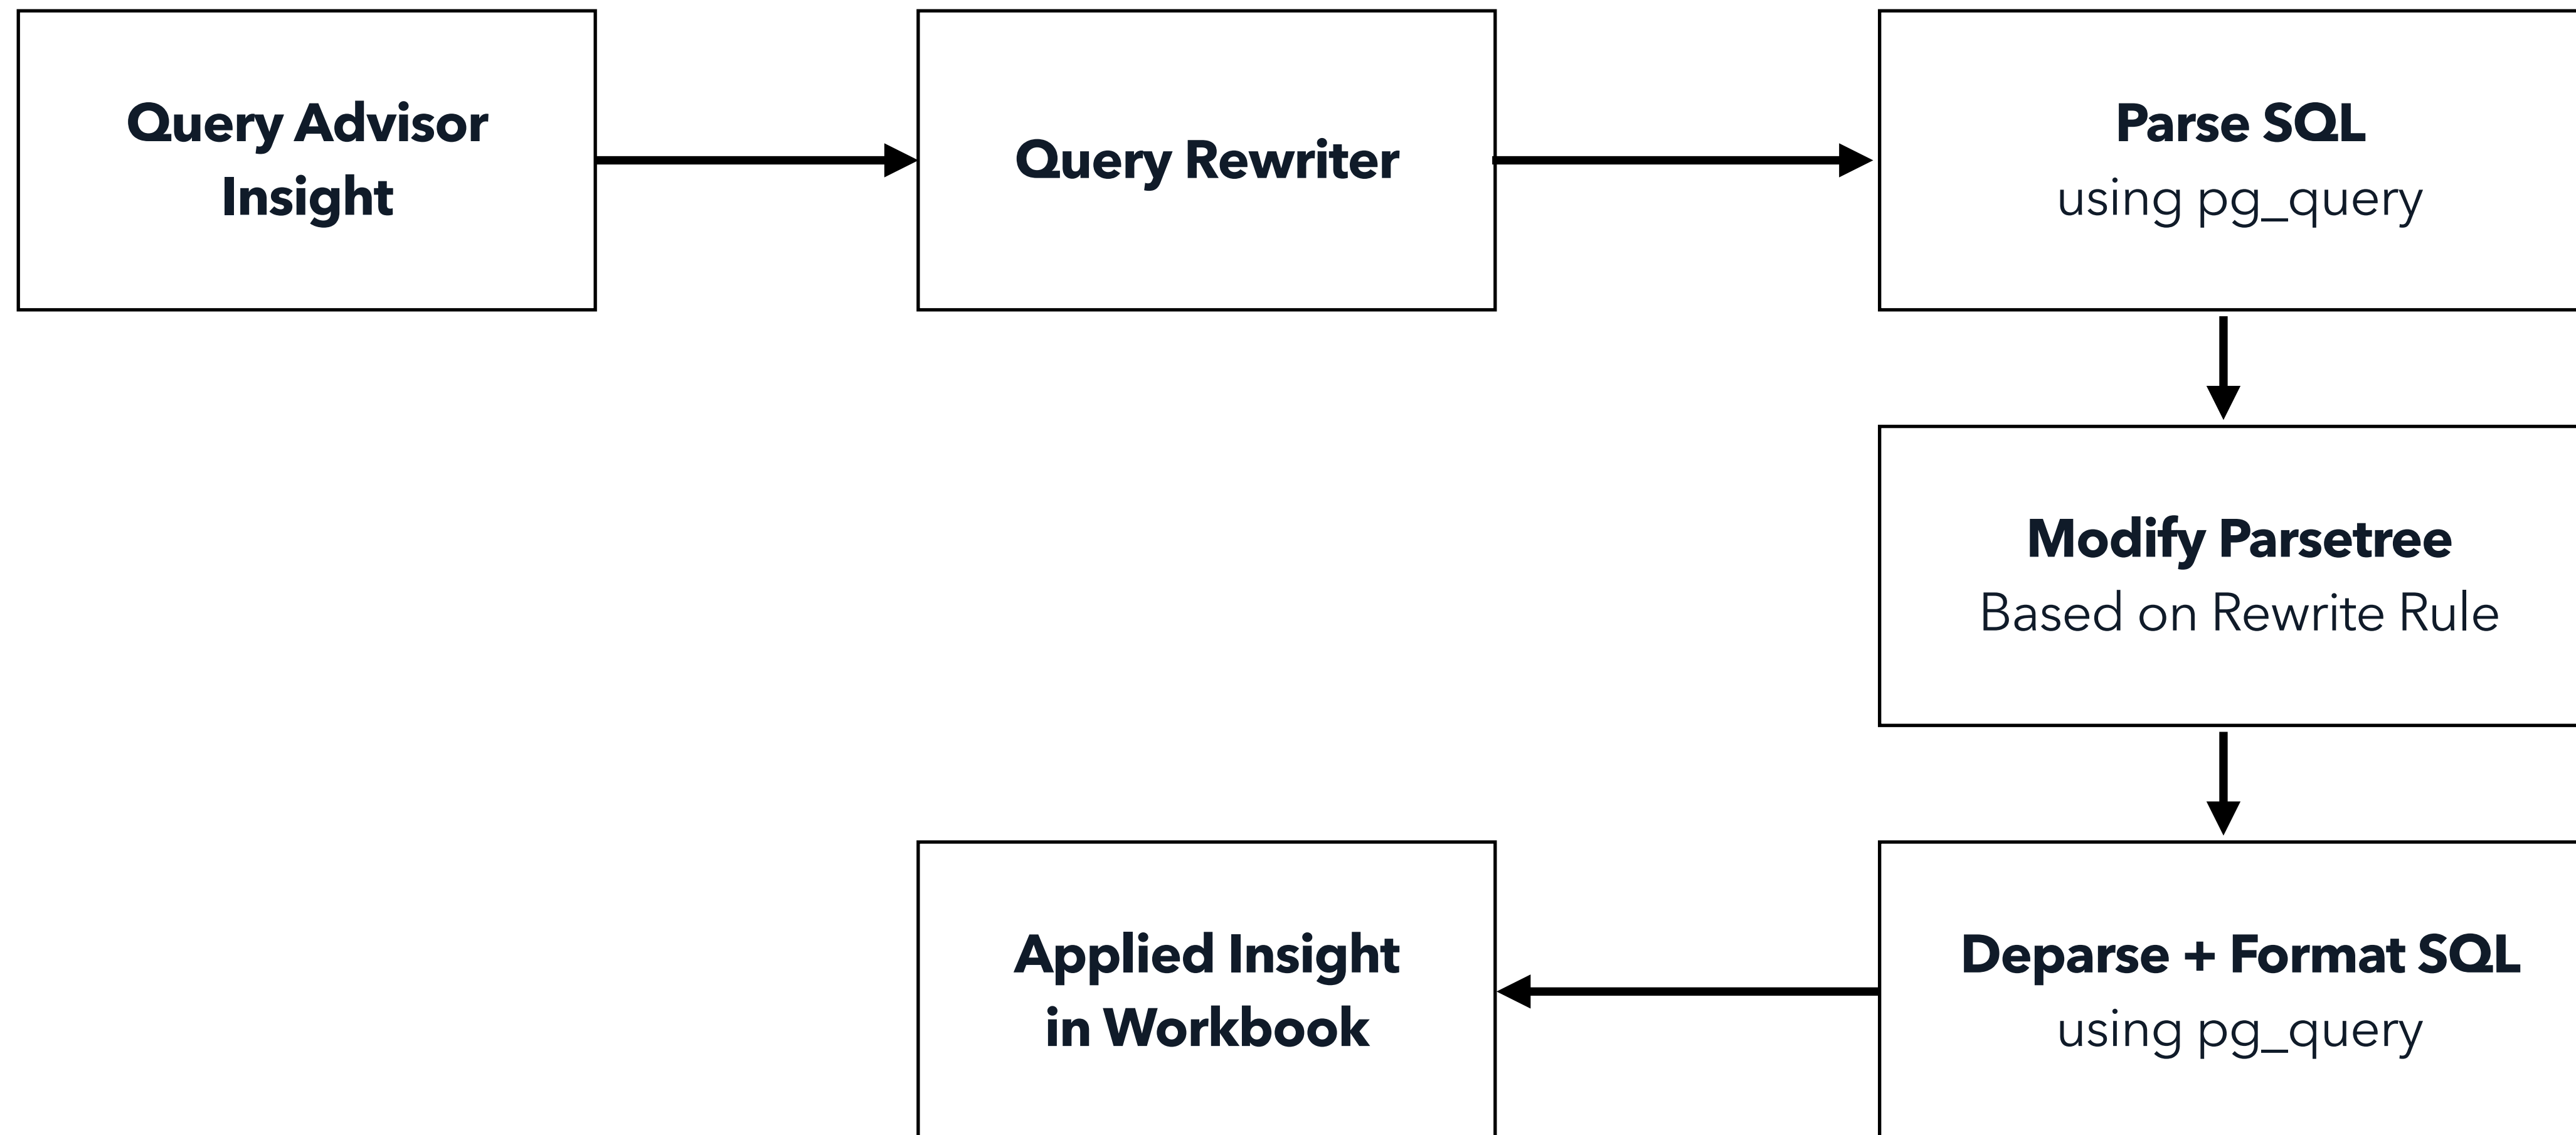 Query Advisor
Insight
Query Rewriter
Parse SQL
using pg_query
Modify Parsetree
Based on Rewrite Rule
Deparse + Format SQL
using pg_query
Applied Insight
in Workbook